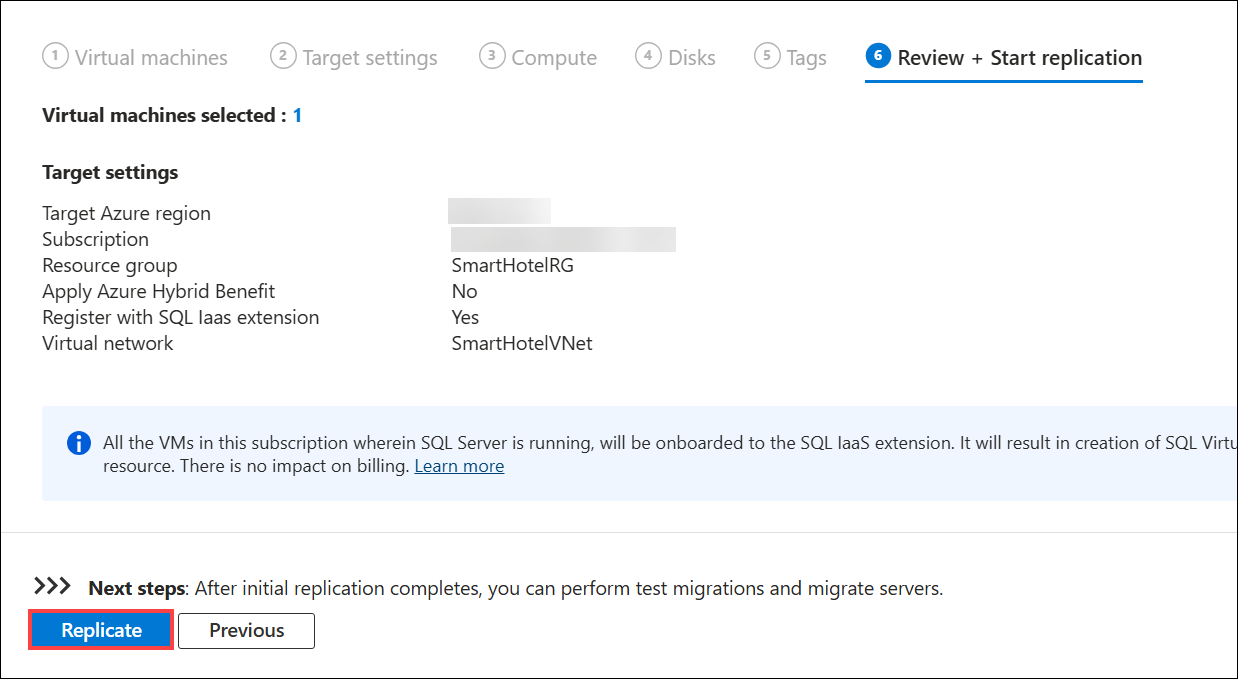 1 Virtual machines 2 Target settings 3 Compute 4 Disks 5 Tags 6 Review + Start replication
Virtual machines selected : 1
Target settings
Target Azure region
Subscription
Resource group SmartHotelRG
Apply Azure Hybrid Benefit No
Register with SQL Iaas extension Yes
Virtual network SmartHotelVNet
All the VMs in this subscription wherein SQL Server is running, will be onboarded to the SQL IaaS extension. It will result in creation of SQL Virtu
resource. There is no impact on billing. Learn more
Next steps: After initial replication completes, you can perform test migrations and migrate servers.
Replicate Previous